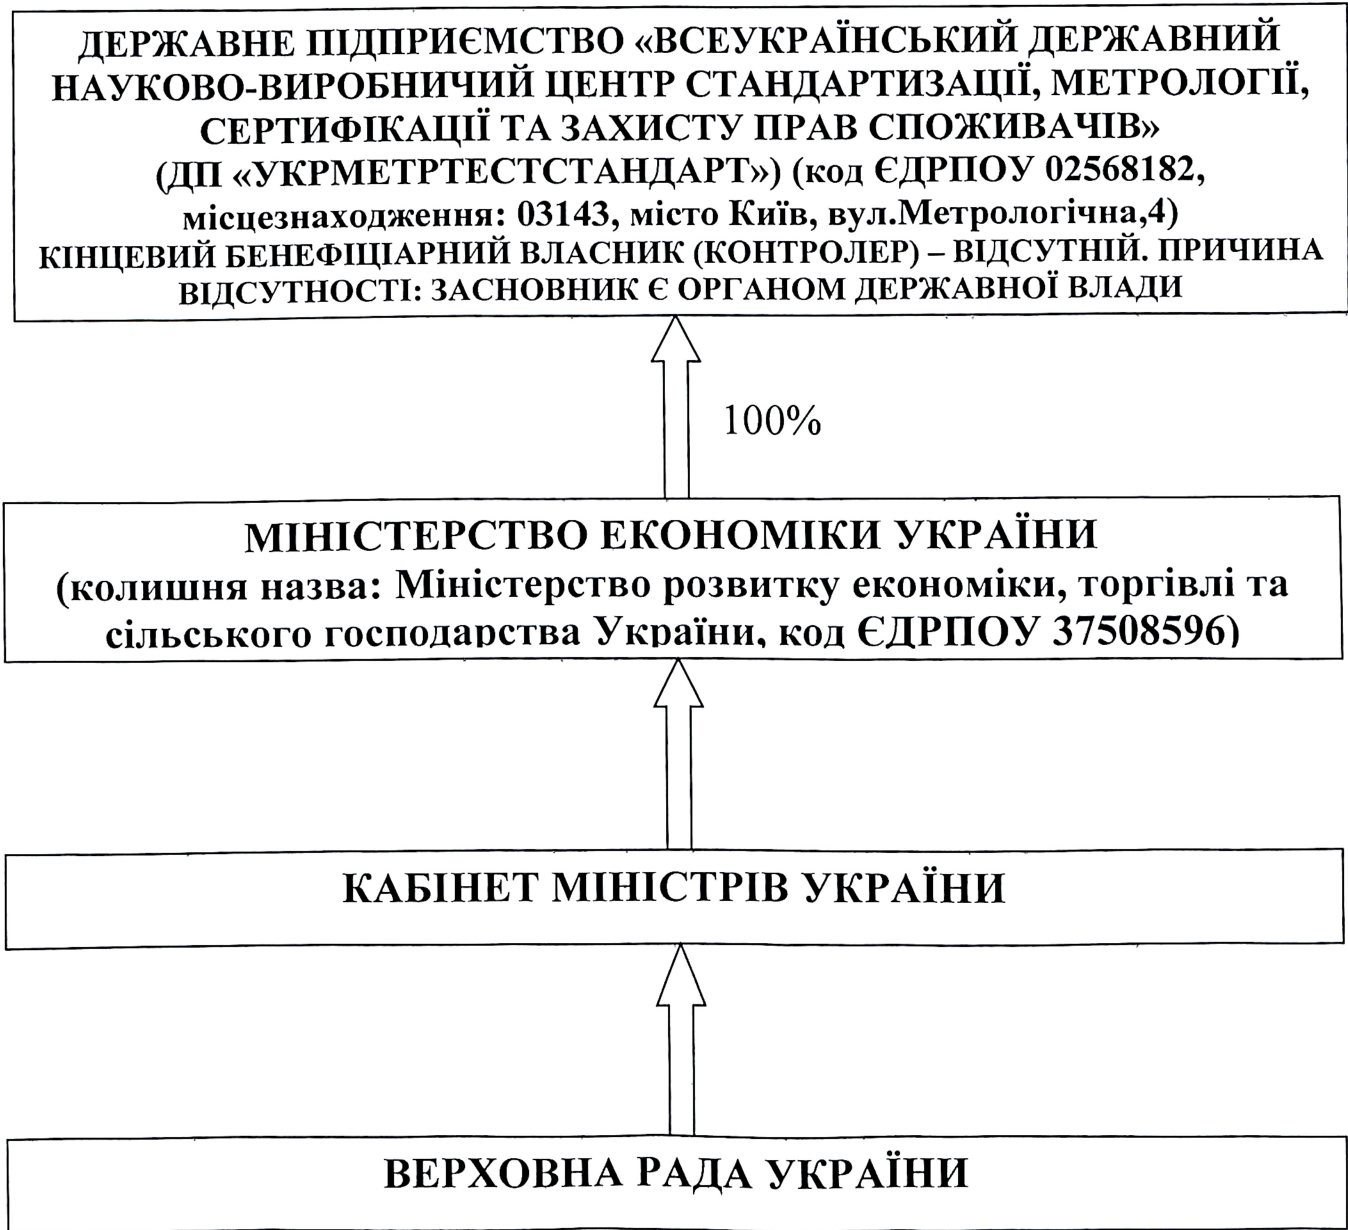 ДЕРЖАВНЕ ПІДПРИЄМСТВО «ВСЕУКРАЇНСЬКИЙ ДЕРЖАВНИЙ
НАУКОВО-ВИРОБНИЧИЙ ЦЕНТР СТАНДАРТИЗАЦІЇ, МЕТРОЛОГІЇ,
СЕРТИФІКАЦІЇ ТА ЗАХИСТУ ПРАВ СПОЖИВАЧІВ»
(ДП «УКРМЕТРТЕСТСТАНДАРТ») (код ЄДРПОУ 02568182,
місцезнаходження: 03143, місто Київ, вул.Метрологічна,4)
КІНЦЕВИЙ БЕНЕФІЦІАРНИЙ ВЛАСНИК (КОНТРОЛЕР) – ВІДСУТНІЙ. ПРИЧИНА
ВІДСУТНОСТІ: ЗАСНОВНИК Є ОРГАНОМ ДЕРЖАВНОЇ ВЛАДИ
100%
МІНІСТЕРСТВО ЕКОНОМІКИ УКРАЇНИ
(колишня назва: Міністерство розвитку економіки, торгівлі та
сільського господарства України, код ЄДРПОУ 37508596)
КАБІНЕТ МІНІСТРІВ УКРАЇНИ
ВЕРХОВНА РАДА УКРАЇНИ